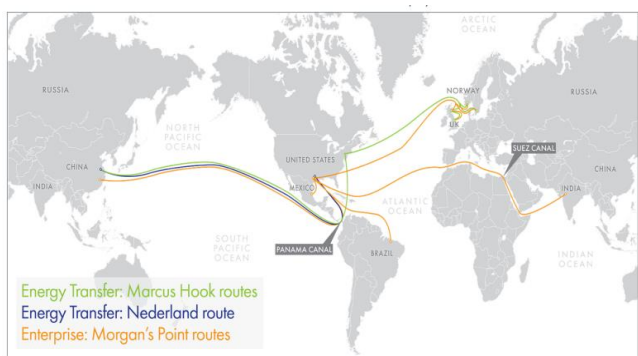 ARCTIC
OCEAN
RUSSIA
NORWAY
RUSSIA
UK
NORTH
PACIFIC
OCEAN
SUEZ CANAL
CHINA
UNITED STATES
CHINA
INDIA
MEXICO
INDIA
ATLANTIC
OCEAN
SOUTH
PACIFIC
OCEAN
PANAMA CANAL
BRAZIL
INDIAN
OCEAN
Energy Transfer: Marcus Hook routes
Energy Transfer: Nederland route
Enterprise: Morgan's Point routes